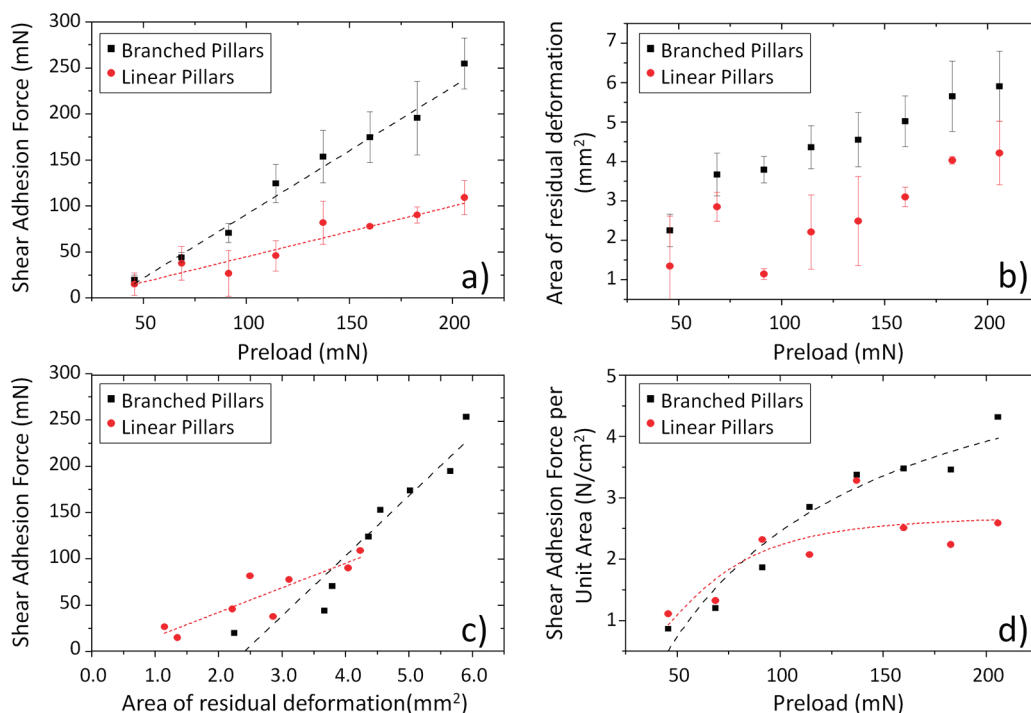 300
250
200
150
100
50
0
Shear Adhesion Force (mN)
Branched Pillars
Linear Pillars
a)
50 100 150 200
Preload (mN)
7
6
5
4
3
2
1
Area of residual deformation
(mm²)
Branched Pillars
Linear Pillars
b)
50 100 150 200
Preload (mN)
300
250
200
150
100
50
0
Shear Adhesion Force (mN)
Branched Pillars
Linear Pillars
c)
0.0 1.0 2.0 3.0 4.0 5.0 6.0
Area of residual deformation(mm²)
5
4
3
2
1
Shear Adhesion Force per
Unit Area (N/cm²)
Branched Pillars
Linear Pillars
d)
50 100 150 200
Preload (mN)